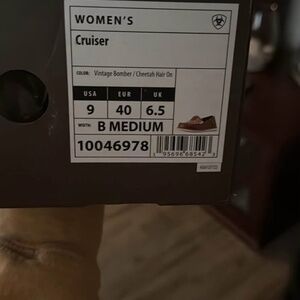 WOMEN'S
Cruiser
COLOR: Vintage Bomber / Cheetah Hair On
USA EUR UK
9 40 6.5
WIDTH: B MEDIUM
10046978